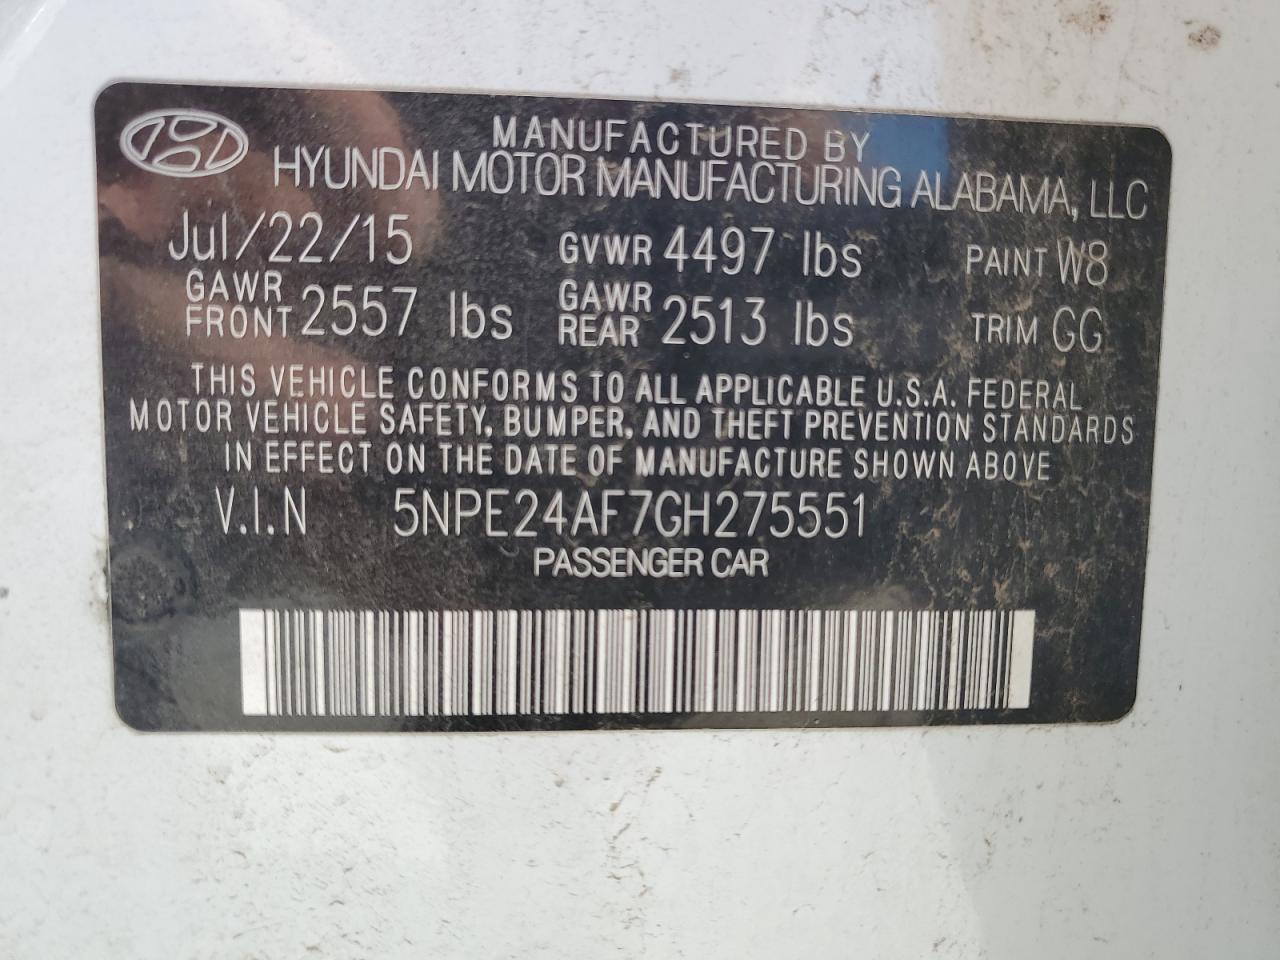 MANUFACTURED BY
HYUNDAI MOTOR MANUFACTURING ALABAMA, LLC
Jul/22/15 GVWR 4497 lbs PAINT W8
GAWR FRONT 2557 lbs GAWR REAR 2513 lbs TRIM GG
THIS VEHICLE CONFORMS TO ALL APPLICABLE U.S.A. FEDERAL
MOTOR VEHICLE SAFETY, BUMPER, AND THEFT PREVENTION STANDARDS
IN EFFECT ON THE DATE OF MANUFACTURE SHOWN ABOVE
V.I.N 5NPE24AF7GH275551
PASSENGER CAR